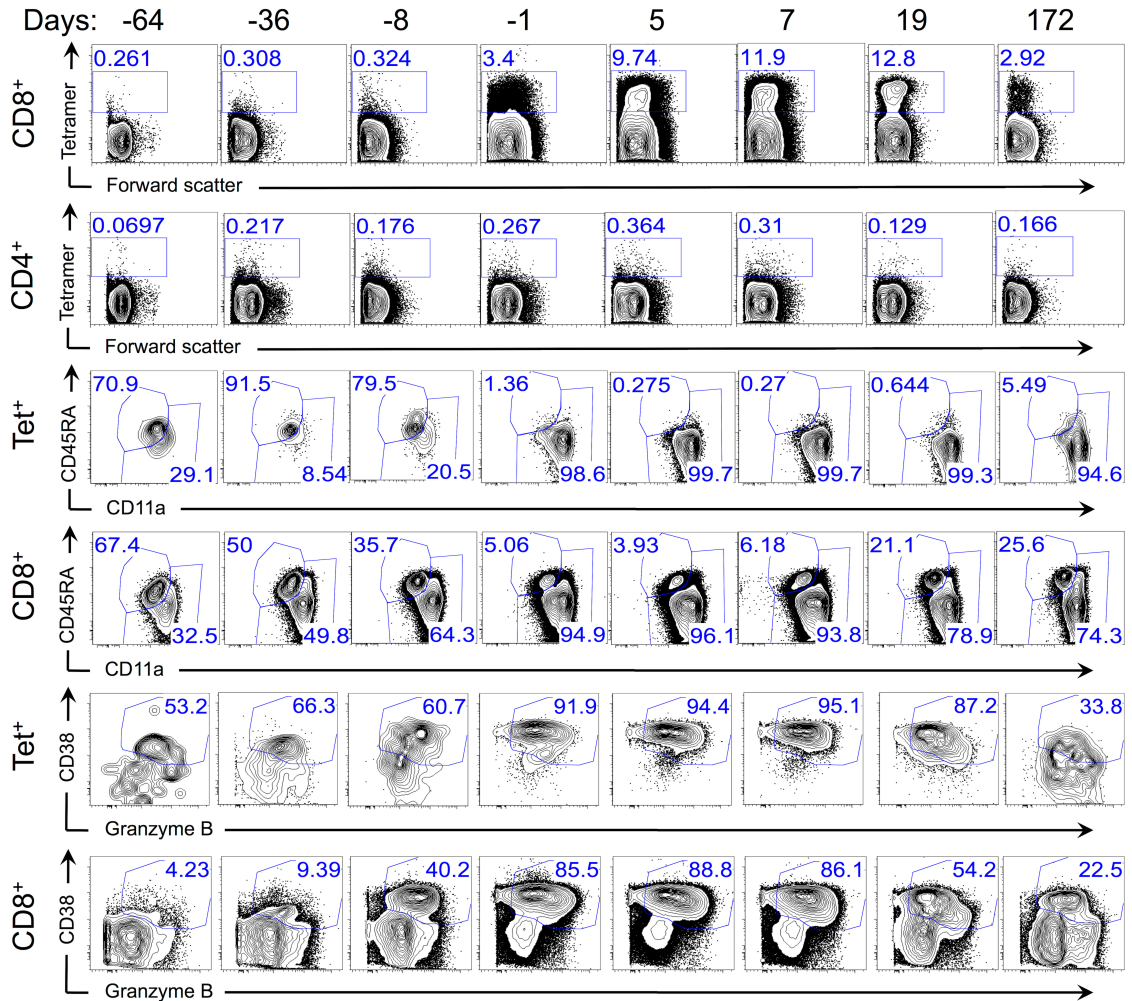 Days: -64 -36 -8 -1 5 7 19 172
CD8+
Tetramer
0.261 0.308 0.324 3.4 9.74 11.9 12.8 2.92
Forward scatter
CD4+
Tetramer
0.0697 0.217 0.176 0.267 0.364 0.31 0.129 0.166
Forward scatter
Tet+
CD45RA
70.9 91.5 79.5 1.36 0.275 0.27 0.644 5.49
29.1 8.54 20.5 98.6 99.7 99.7 99.3 94.6
CD11a
CD8+
CD45RA
67.4 50 35.7 5.06 3.93 6.18 21.1 25.6
32.5 49.8 64.3 94.9 96.1 93.8 78.9 74.3
CD11a
Tet+
CD38
53.2 66.3 60.7 91.9 94.4 95.1 87.2 33.8
Granzyme B
CD8+
CD38
4.23 9.39 40.2 85.5 88.8 86.1 54.2 22.5
Granzyme B